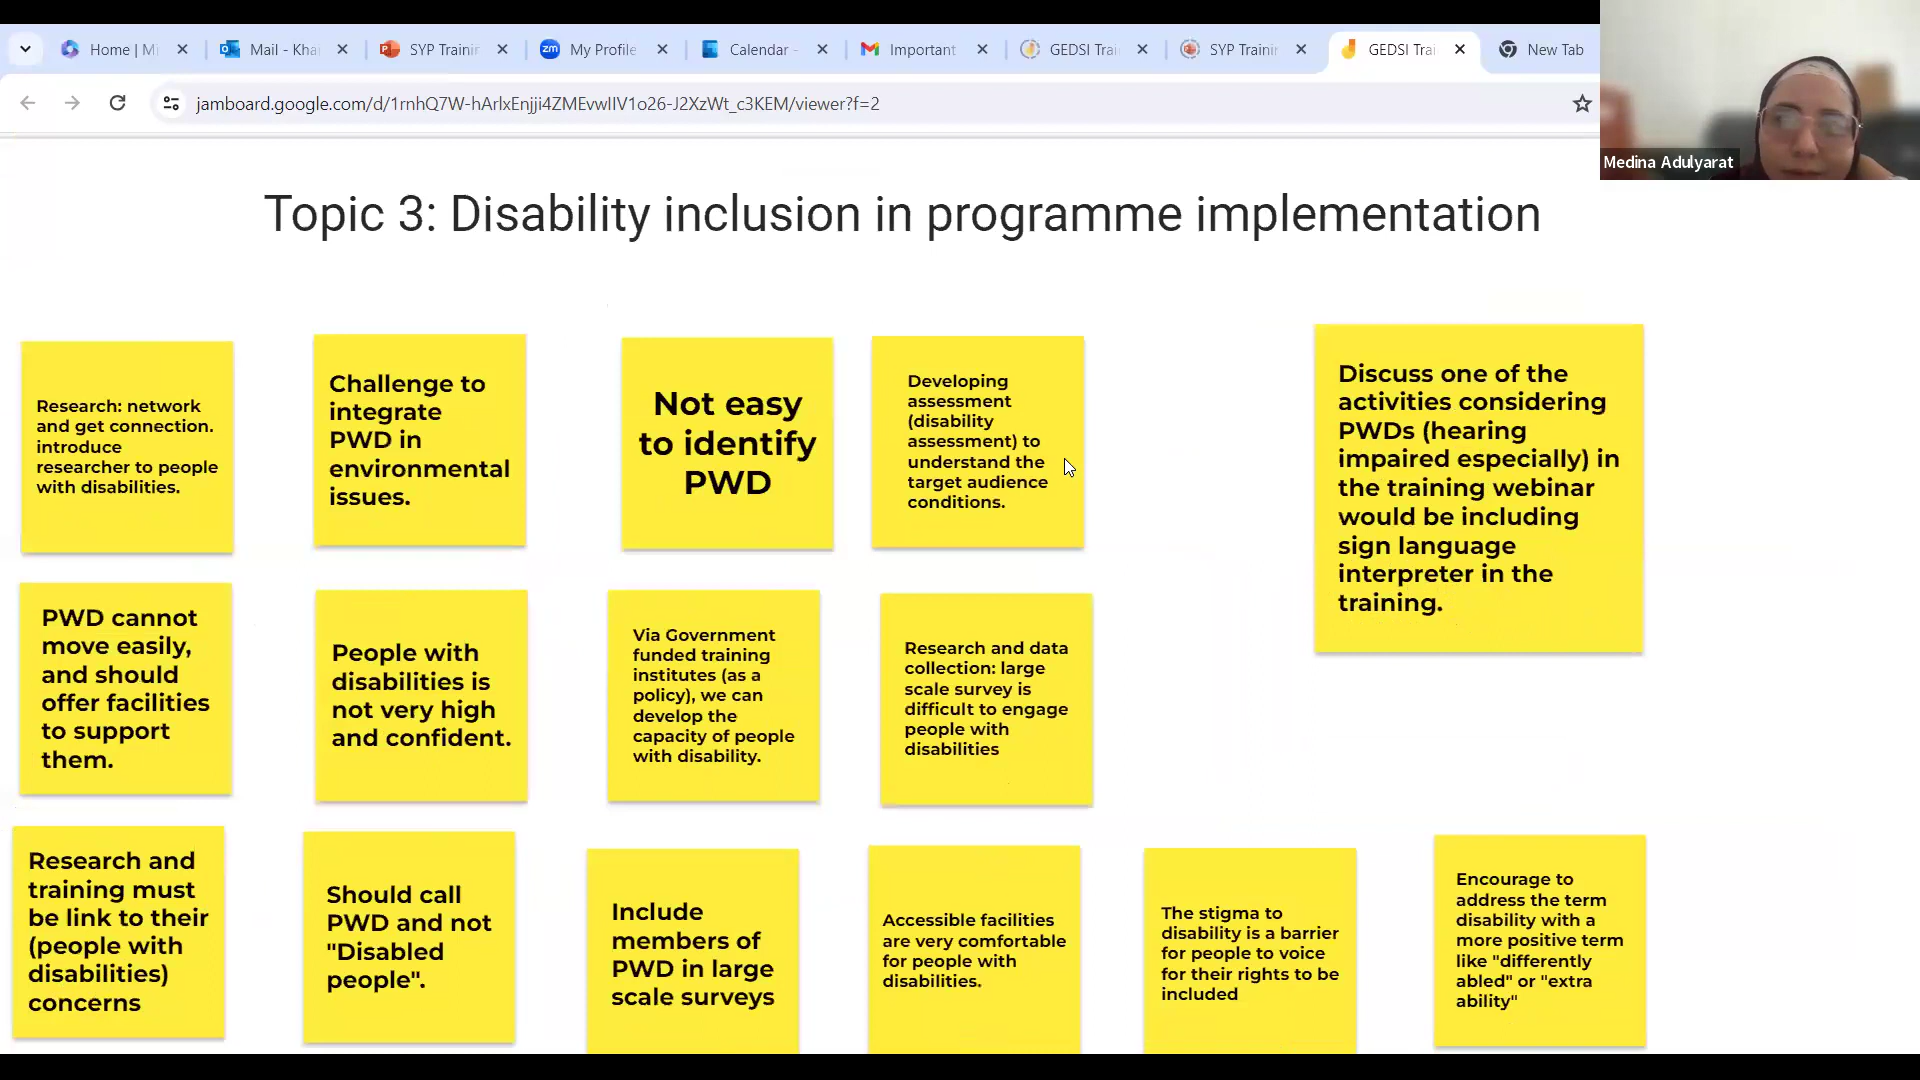 Home | Mi
Mail - Kha
SYP Trainin
My Profile
Calendar -
Important
GEDSI Trai
SYP Trainin
GEDSI Trai
New Tab
jamboard.google.com/d/1rnhQ7W-hArlxEnjji4ZMEvwIIV1o26-J2XzWt_c3KEM/viewer?f=2
Medina Adulyarat
Topic 3: Disability inclusion in programme implementation
Research: network
and get connection.
introduce
researcher to people
with disabilities.
Challenge to
integrate
PWD in
environmental
issues.
Not easy
to identify
PWD
Developing
assessment
(disability
assessment) to
understand the
target audience
conditions.
Discuss one of the
activities considering
PWDs (hearing
impaired especially) in
the training webinar
would be including
sign language
interpreter in the
training.
PWD cannot
move easily,
and should
offer facilities
to support
them.
People with
disabilities is
not very high
and confident.
Via Government
funded training
institutes (as a
policy), we can
develop the
capacity of people
with disability.
Research and data
collection: large
scale survey is
difficult to engage
people with
disabilities
Research and
training must
be link to their
(people with
disabilities)
concerns
Should call
PWD and not
"Disabled
people".
Include
members of
PWD in large
scale surveys
Accessible facilities
are very comfortable
for people with
disabilities.
The stigma to
disability is a barrier
for people to voice
for their rights to be
included
Encourage to
address the term
disability with a
more positive term
like "differently
abled" or "extra
ability"